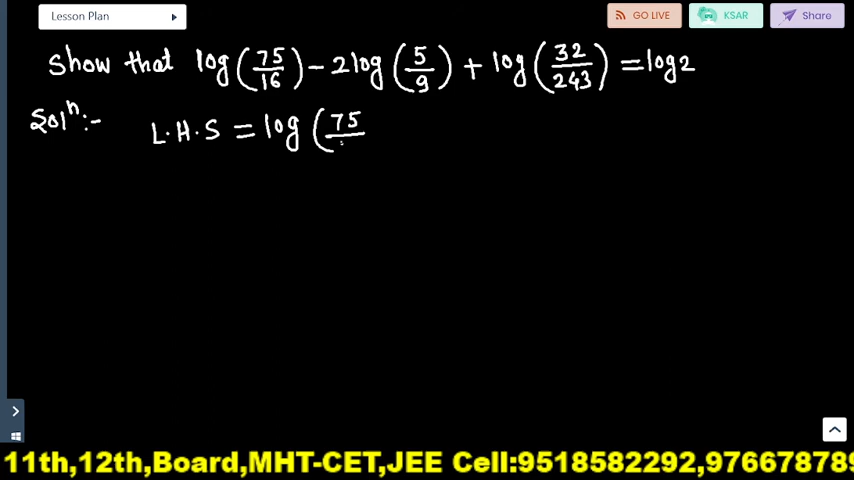 Lesson Plan
GO LIVE
KSAR
Share
Show that log(75/16) - 2log(5/9) + log(32/243) = log2
Solⁿ:- L.H.S = log(75
11th,12th,Board,MHT-CET,JEE Cell:9518582292,976678789